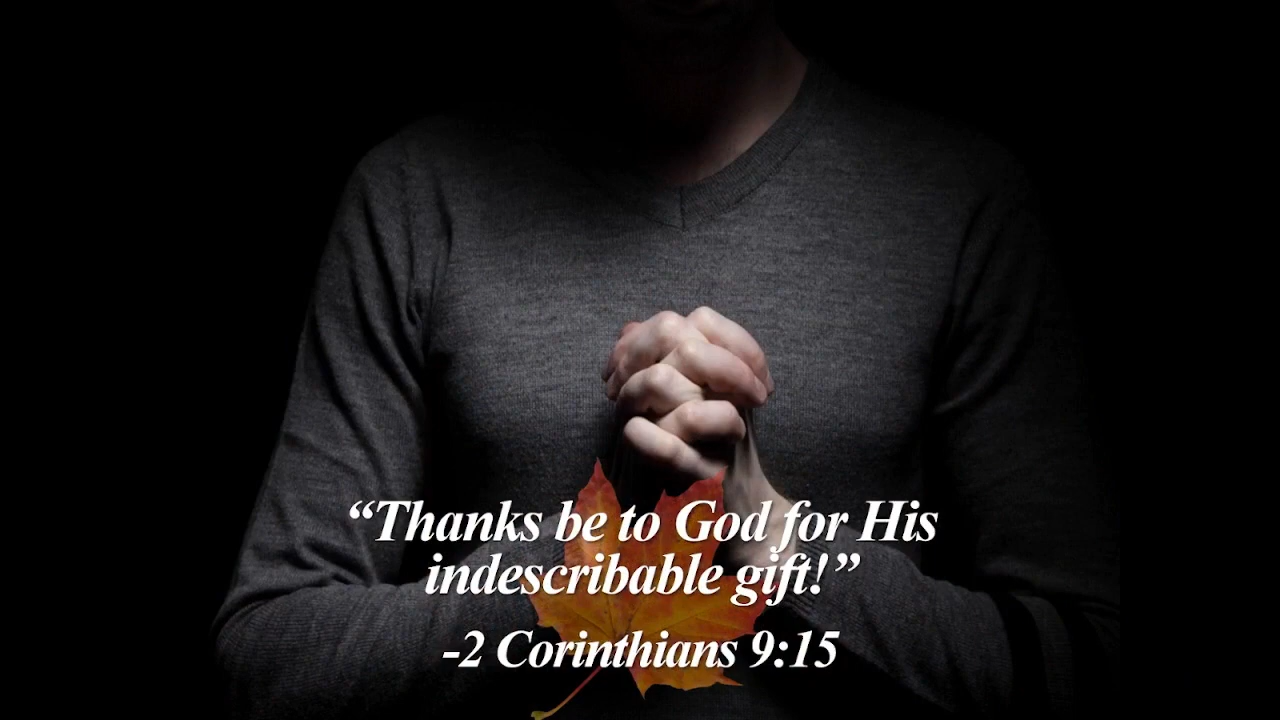 “Thanks be to God for His
indescribable gift!”
-2 Corinthians 9:15